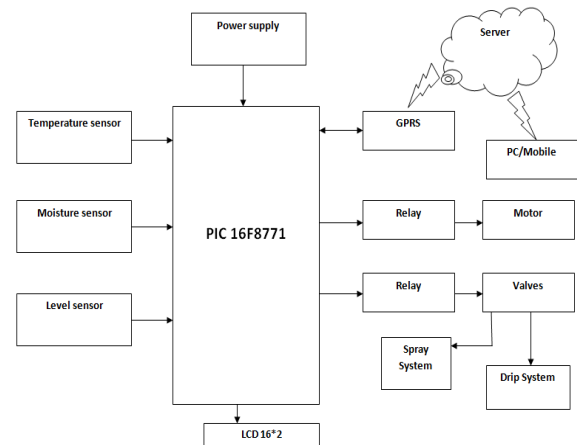 Power supply
Server
Temperature sensor
GPRS
PC/Mobile
Moisture sensor
PIC 16F8771
Relay
Motor
Level sensor
Relay
Valves
Spray
System
Drip System
LCD 16*2